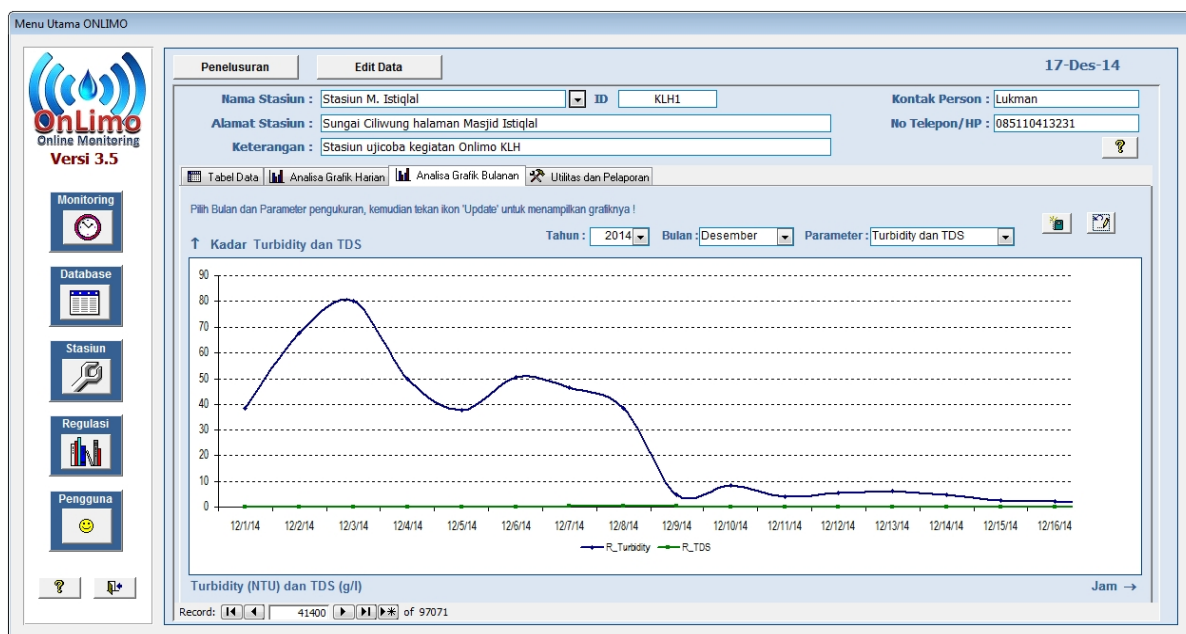 Menu Utama ONLIMO
OnLimo
Online Monitoring
Versi 3.5
Monitoring
Database
Stasiun
Regulasi
Pengguna
?
Penelusuran Edit Data 17-Des-14
Nama Stasiun : Stasiun M. Istiqlal ID KLH1 Kontak Person : Lukman
Alamat Stasiun : Sungai Ciliwung halaman Masjid Istiqlal No Telepon/HP : 085110413231
Keterangan : Stasiun ujicoba kegiatan Onlimo KLH ?
Tabel Data Analisa Grafik Harian Analisa Grafik Bulanan Utilitas dan Pelaporan
Pilih Bulan dan Parameter pengukuran, kemudian tekan ikon 'Update' untuk menampilkan grafiknya !
Tahun : 2014 Bulan : Desember Parameter : Turbidity dan TDS
↑ Kadar Turbidity dan TDS
90
80
70
60
50
40
30
20
10
0
12/1/14 12/2/14 12/3/14 12/4/14 12/5/14 12/6/14 12/7/14 12/8/14 12/9/14 12/10/14 12/11/14 12/12/14 12/13/14 12/14/14 12/15/14 12/16/14
R_Turbidity R_TDS
Turbidity (NTU) dan TDS (g/l) Jam →
Record: 41400 of 97071